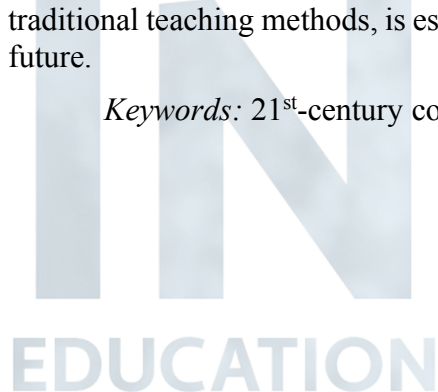 traditional teaching methods, is es
future.
Keywords: 21st-century co
IN
EDUCATION